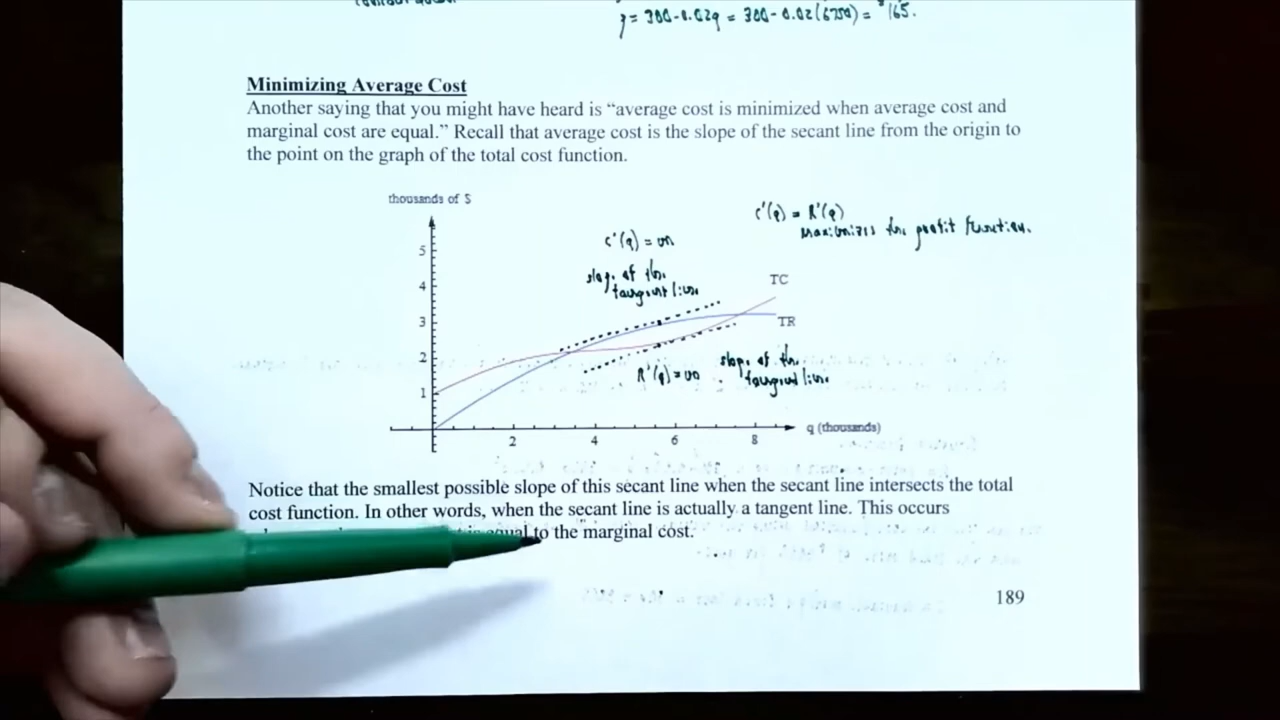 p = 300-0.02q = 300-0.02(6750) = $165.
Minimizing Average Cost
Another saying that you might have heard is “average cost is minimized when average cost and
marginal cost are equal.” Recall that average cost is the slope of the secant line from the origin to
the point on the graph of the total cost function.
thousands of $
C'(q) = R'(q)
maximizes the profit function.
C'(q) = m
slope of the
tangent line
5
4
3
2
1
TC
TR
R'(q) = m
slope of the
tangent line
2
4
6
8
q (thousands)
Notice that the smallest possible slope of this secant line when the secant line intersects the total
cost function. In other words, when the secant line is actually a tangent line. This occurs
equal to the marginal cost.
189